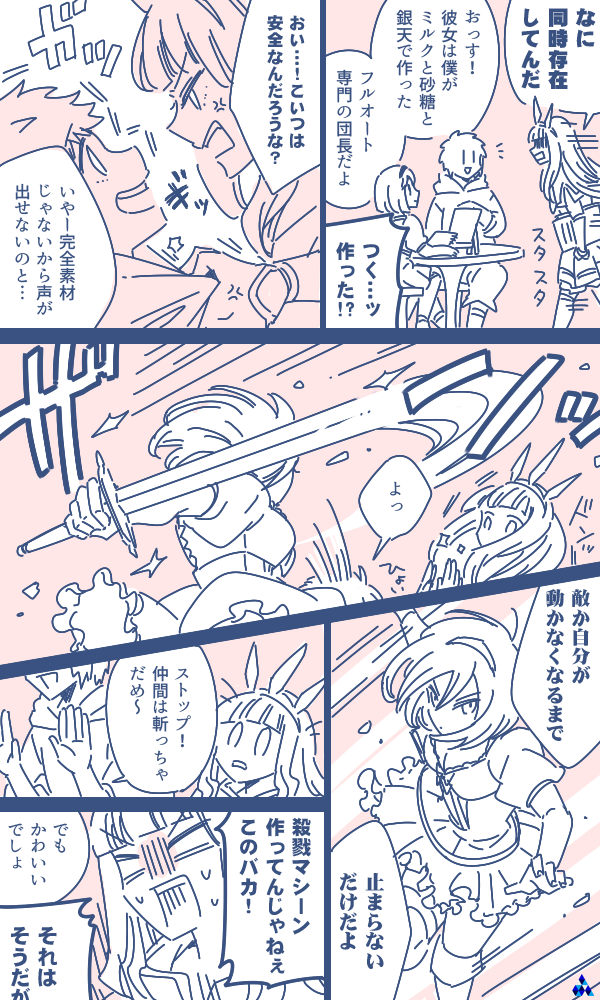 なに
同時存在
してんだ
おっす！
彼女は僕が
ミルクと砂糖と
銀天で作った
フルオート
専門の団長だよ
スタスタ
つく…ッ
作った!?
おい…！こいつは
安全なんだろうな？
ギッ
いやー完全素材
じゃないから声が
出せないのと…
よっ
ひょい
敵か自分が
動かなくなるまで
止まらない
だけだよ
ストップ！
仲間は斬っちゃ
だめ～
殺戮マシーン
作ってんじゃねぇ
このバカ！
でも
かわいい
でしょ
それは
そうだが